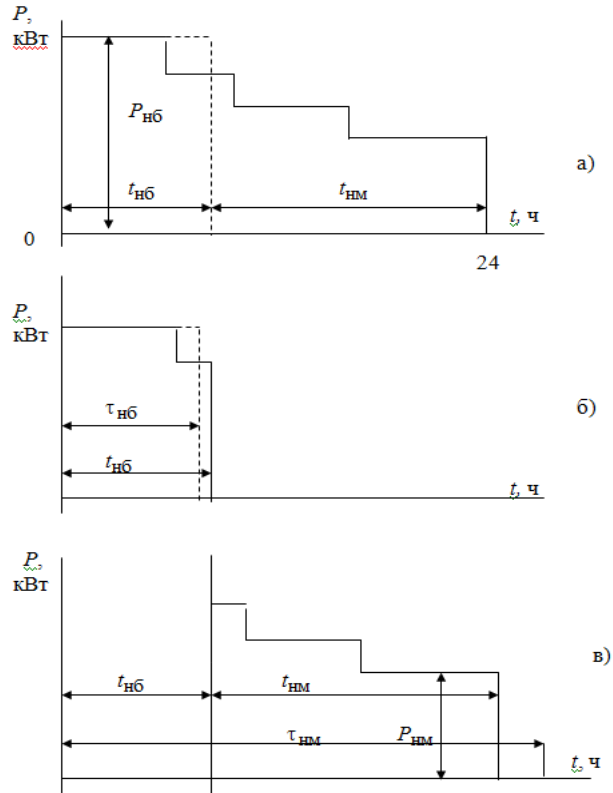 P,
кВт
Pнб
а)
tнб
tнм
t, ч
0
24
P,
кВт
τнб
б)
tнб
t, ч
P,
кВт
в)
tнб
tнм
τнм
Pнм
t, ч